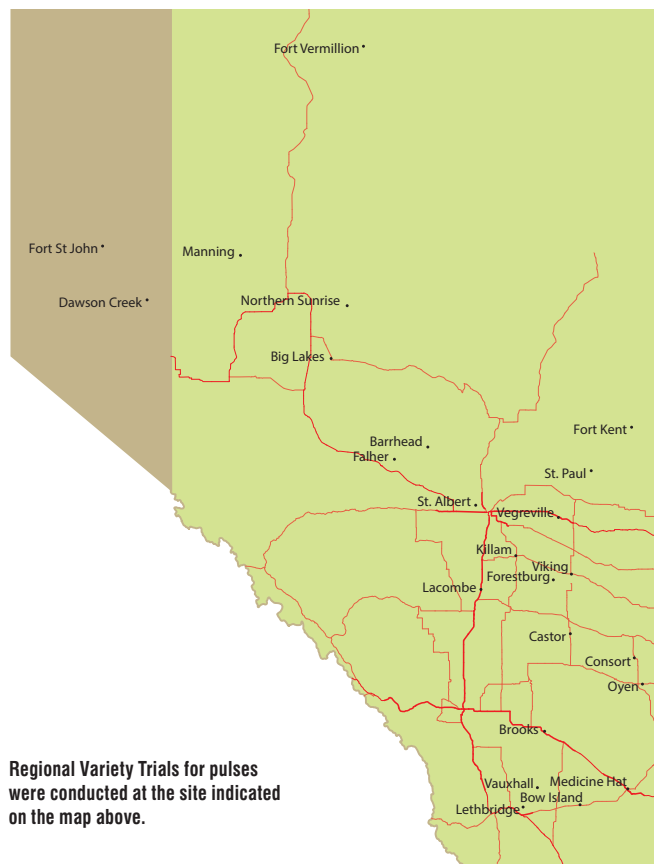 Fort Vermillion
Fort St John
Manning
Dawson Creek
Northern Sunrise
Big Lakes
Fort Kent
Barrhead
Falher
St. Paul
St. Albert
Vegreville
Killam
Viking
Forestburg
Lacombe
Castor
Consort
Oyen
Brooks
Regional Variety Trials for pulses
were conducted at the site indicated
on the map above.
Vauxhall
Medicine Hat
Bow Island
Lethbridge